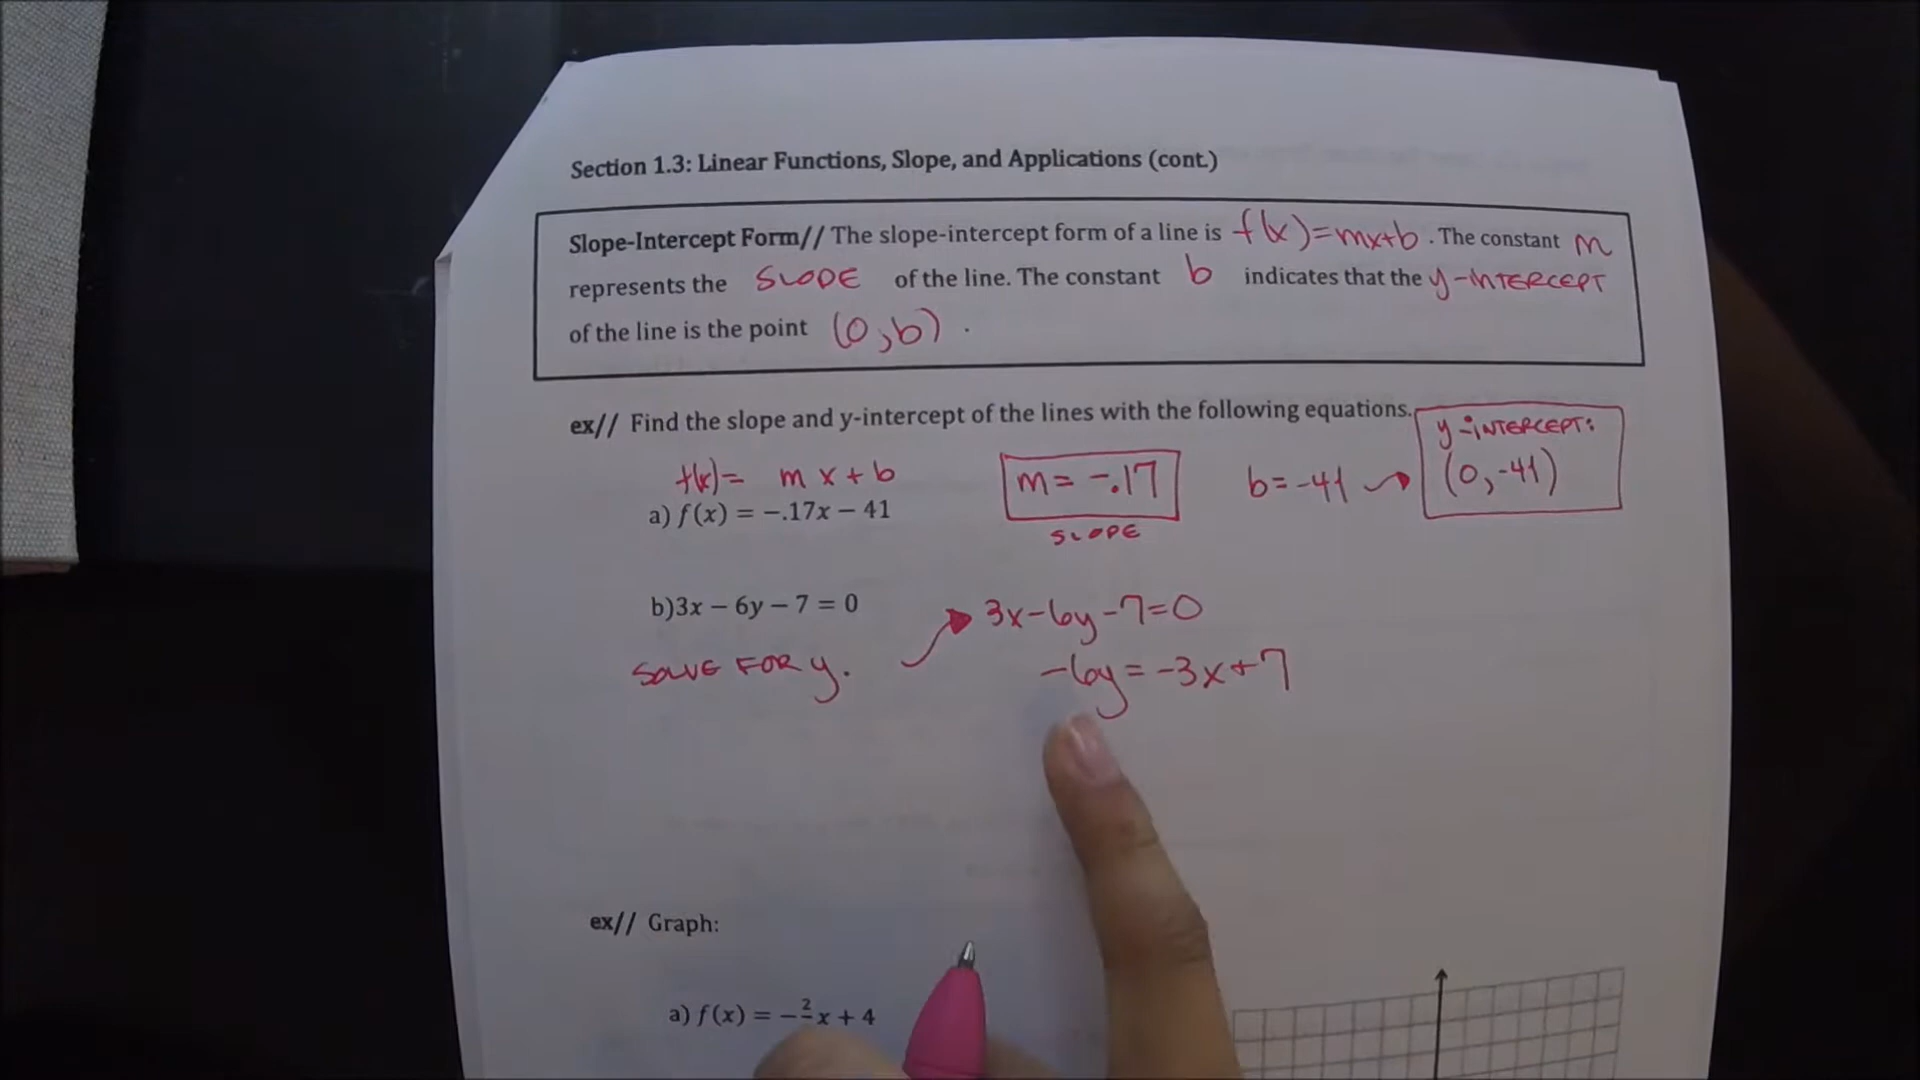 Section 1.3: Linear Functions, Slope, and Applications (cont.)
Slope-Intercept Form// The slope-intercept form of a line is f(x)=mx+b. The constant m
represents the SLOPE of the line. The constant b indicates that the y-INTERCEPT
of the line is the point (0,b).
ex// Find the slope and y-intercept of the lines with the following equations.
f(x)= mx+b
a) f(x) = −.17x − 41
m=-.17
SLOPE
b=-41
y-INTERCEPT:
(0,-41)
b)3x − 6y − 7 = 0
SOLVE FOR y.
3x-6y-7=0
-6y=-3x+7
ex// Graph:
a) f(x) = −2 x + 4